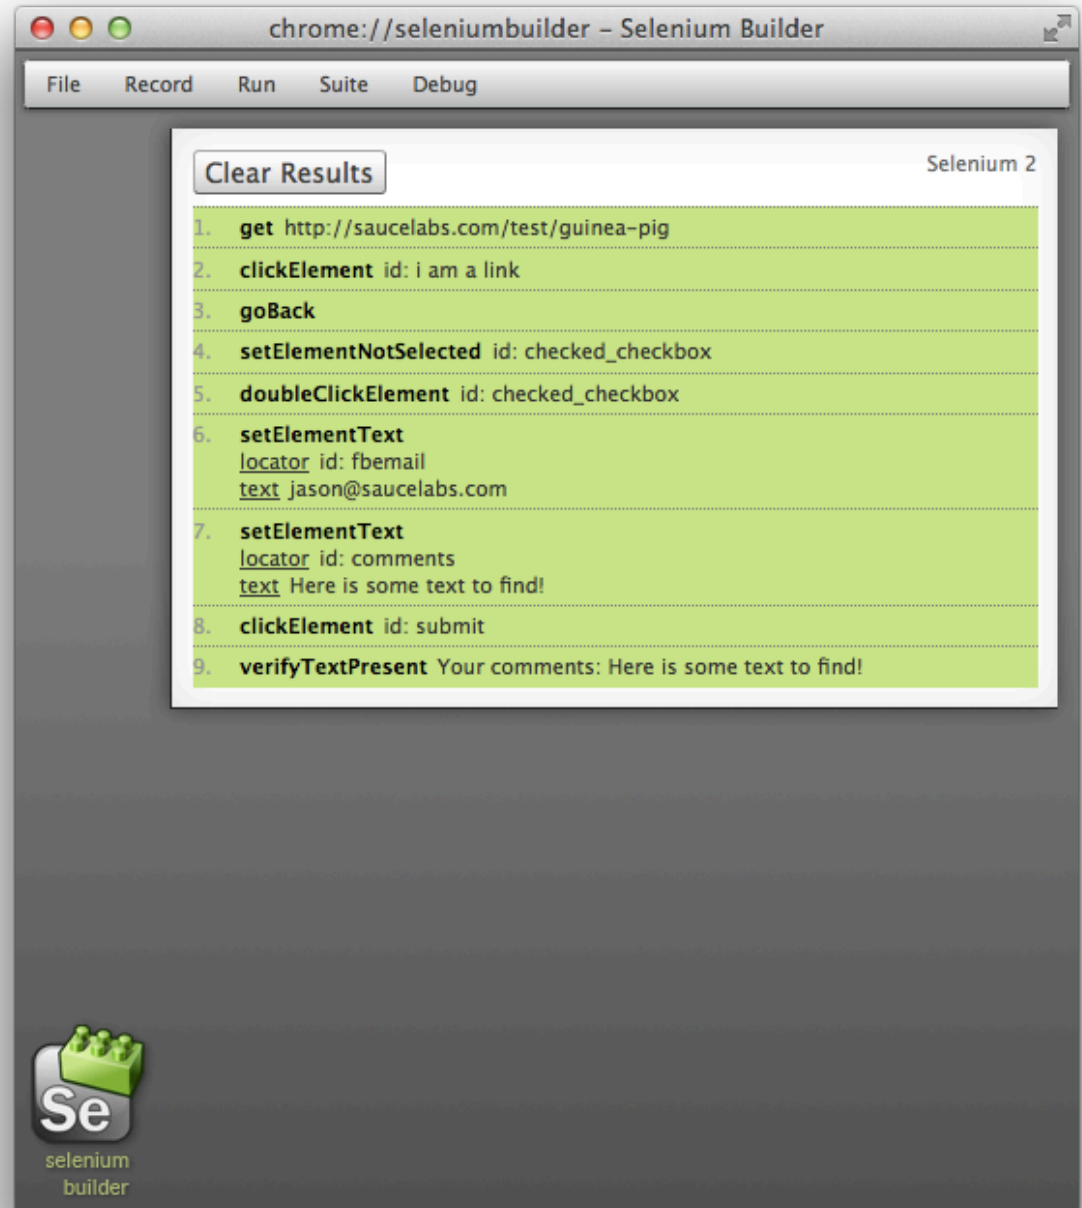 chrome://seleniumbuilder – Selenium Builder
File Record Run Suite Debug
Clear Results
Selenium 2
1. get http://saucelabs.com/test/guinea-pig
2. clickElement id: i am a link
3. goBack
4. setElementNotSelected id: checked_checkbox
5. doubleClickElement id: checked_checkbox
6. setElementText
locator id: fbemail
text jason@saucelabs.com
7. setElementText
locator id: comments
text Here is some text to find!
8. clickElement id: submit
9. verifyTextPresent Your comments: Here is some text to find!
Se
selenium
builder